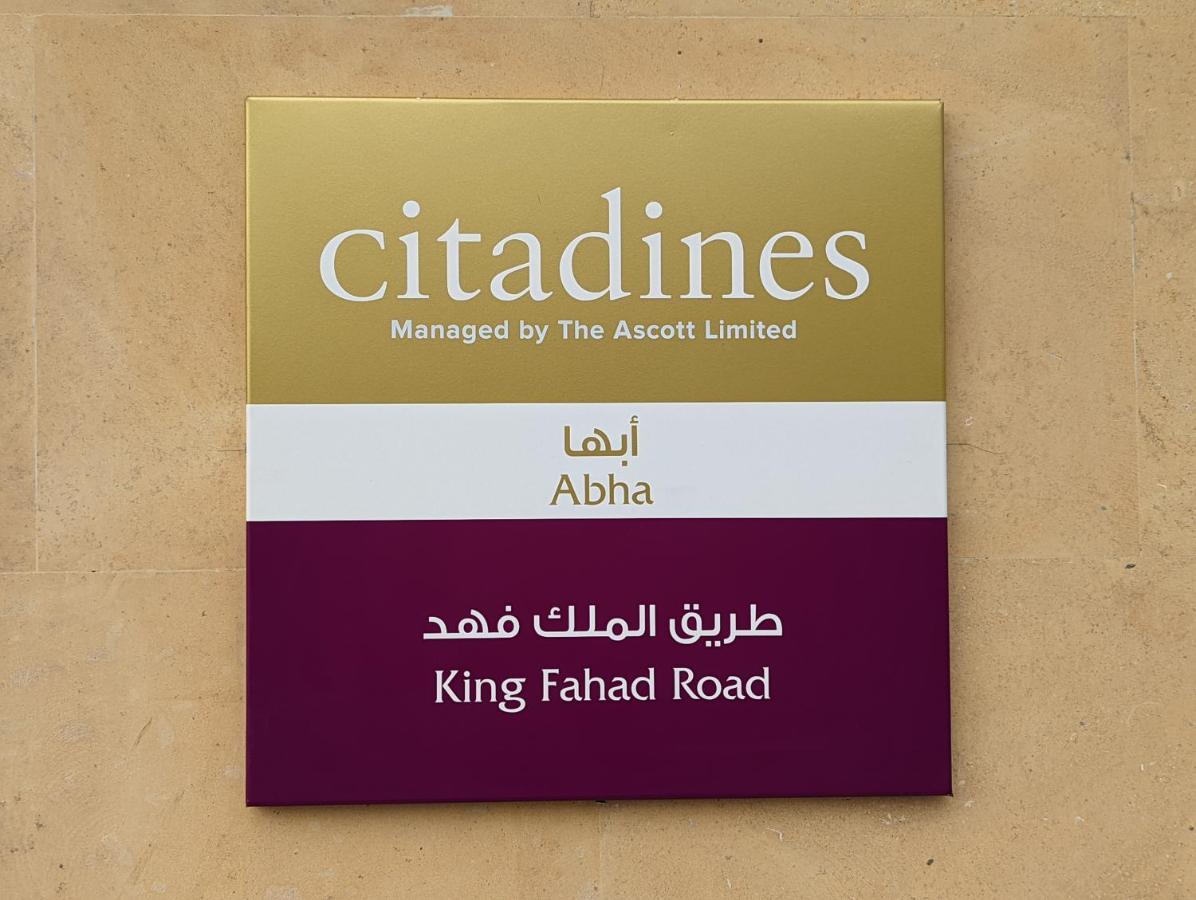 citadines
Managed by The Ascott Limited
أبها
Abha
طريق الملك فهد
King Fahad Road